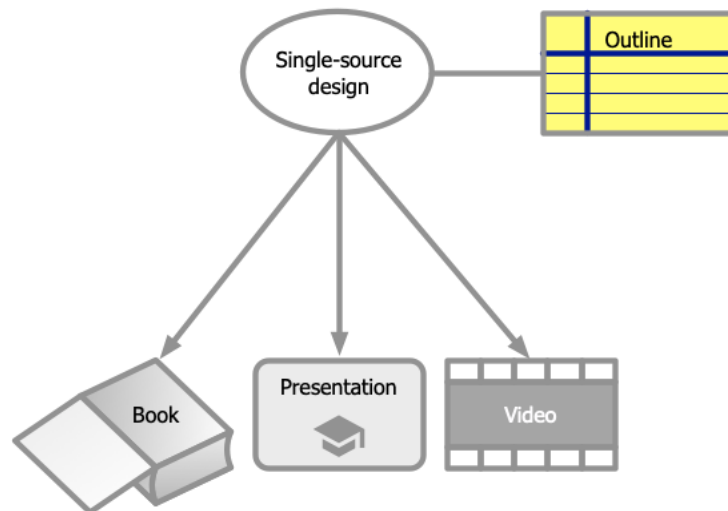 Single-source
design
Outline
Book
Presentation
Video